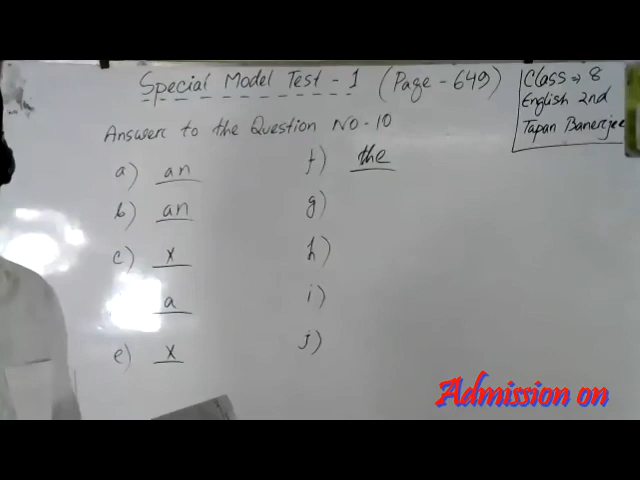 Special Model Test - 1 (Page - 649)
Class => 8
English 2nd
Tapan Banerjee
Answer to the Question NO - 10
a) an
b) an
c) x
a
e) x
f) the
g)
h)
i)
j)
Admission on